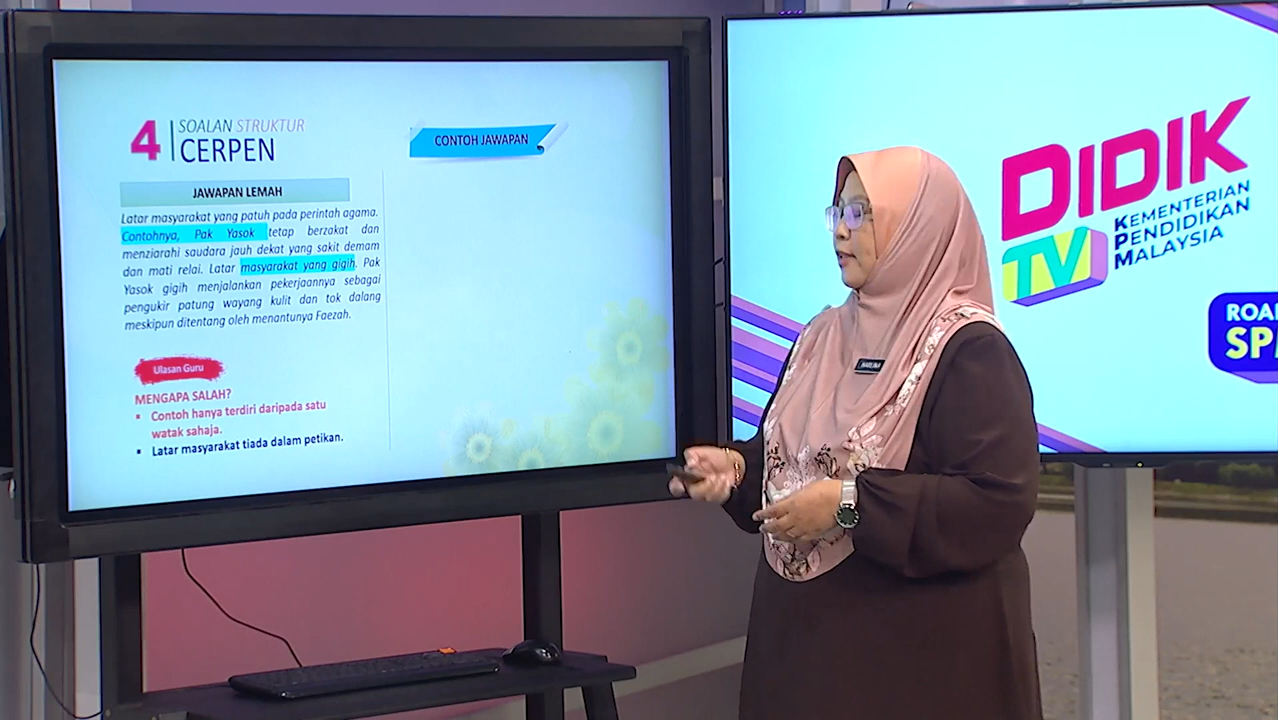 4
SOALAN STRUKTUR
CERPEN
JAWAPAN LEMAH
Latar masyarakat yang patuh pada perintah agama.
Contohnya, Pak Yasok tetap berzakat dan
menziarahi saudara jauh dekat yang sakit demam
dan mati relai. Latar masyarakat yang gigih. Pak
Yasok gigih menjalankan pekerjaannya sebagai
pengukir patung wayang kulit dan tok dalang
meskipun ditentang oleh menantunya Faezah.
Ulasan Guru
MENGAPA SALAH?
▪ Contoh hanya terdiri daripada satu
watak sahaja.
▪ Latar masyarakat tiada dalam petikan.
CONTOH JAWAPAN
DIDIK
TV
KEMENTERIAN
PENDIDIKAN
MALAYSIA